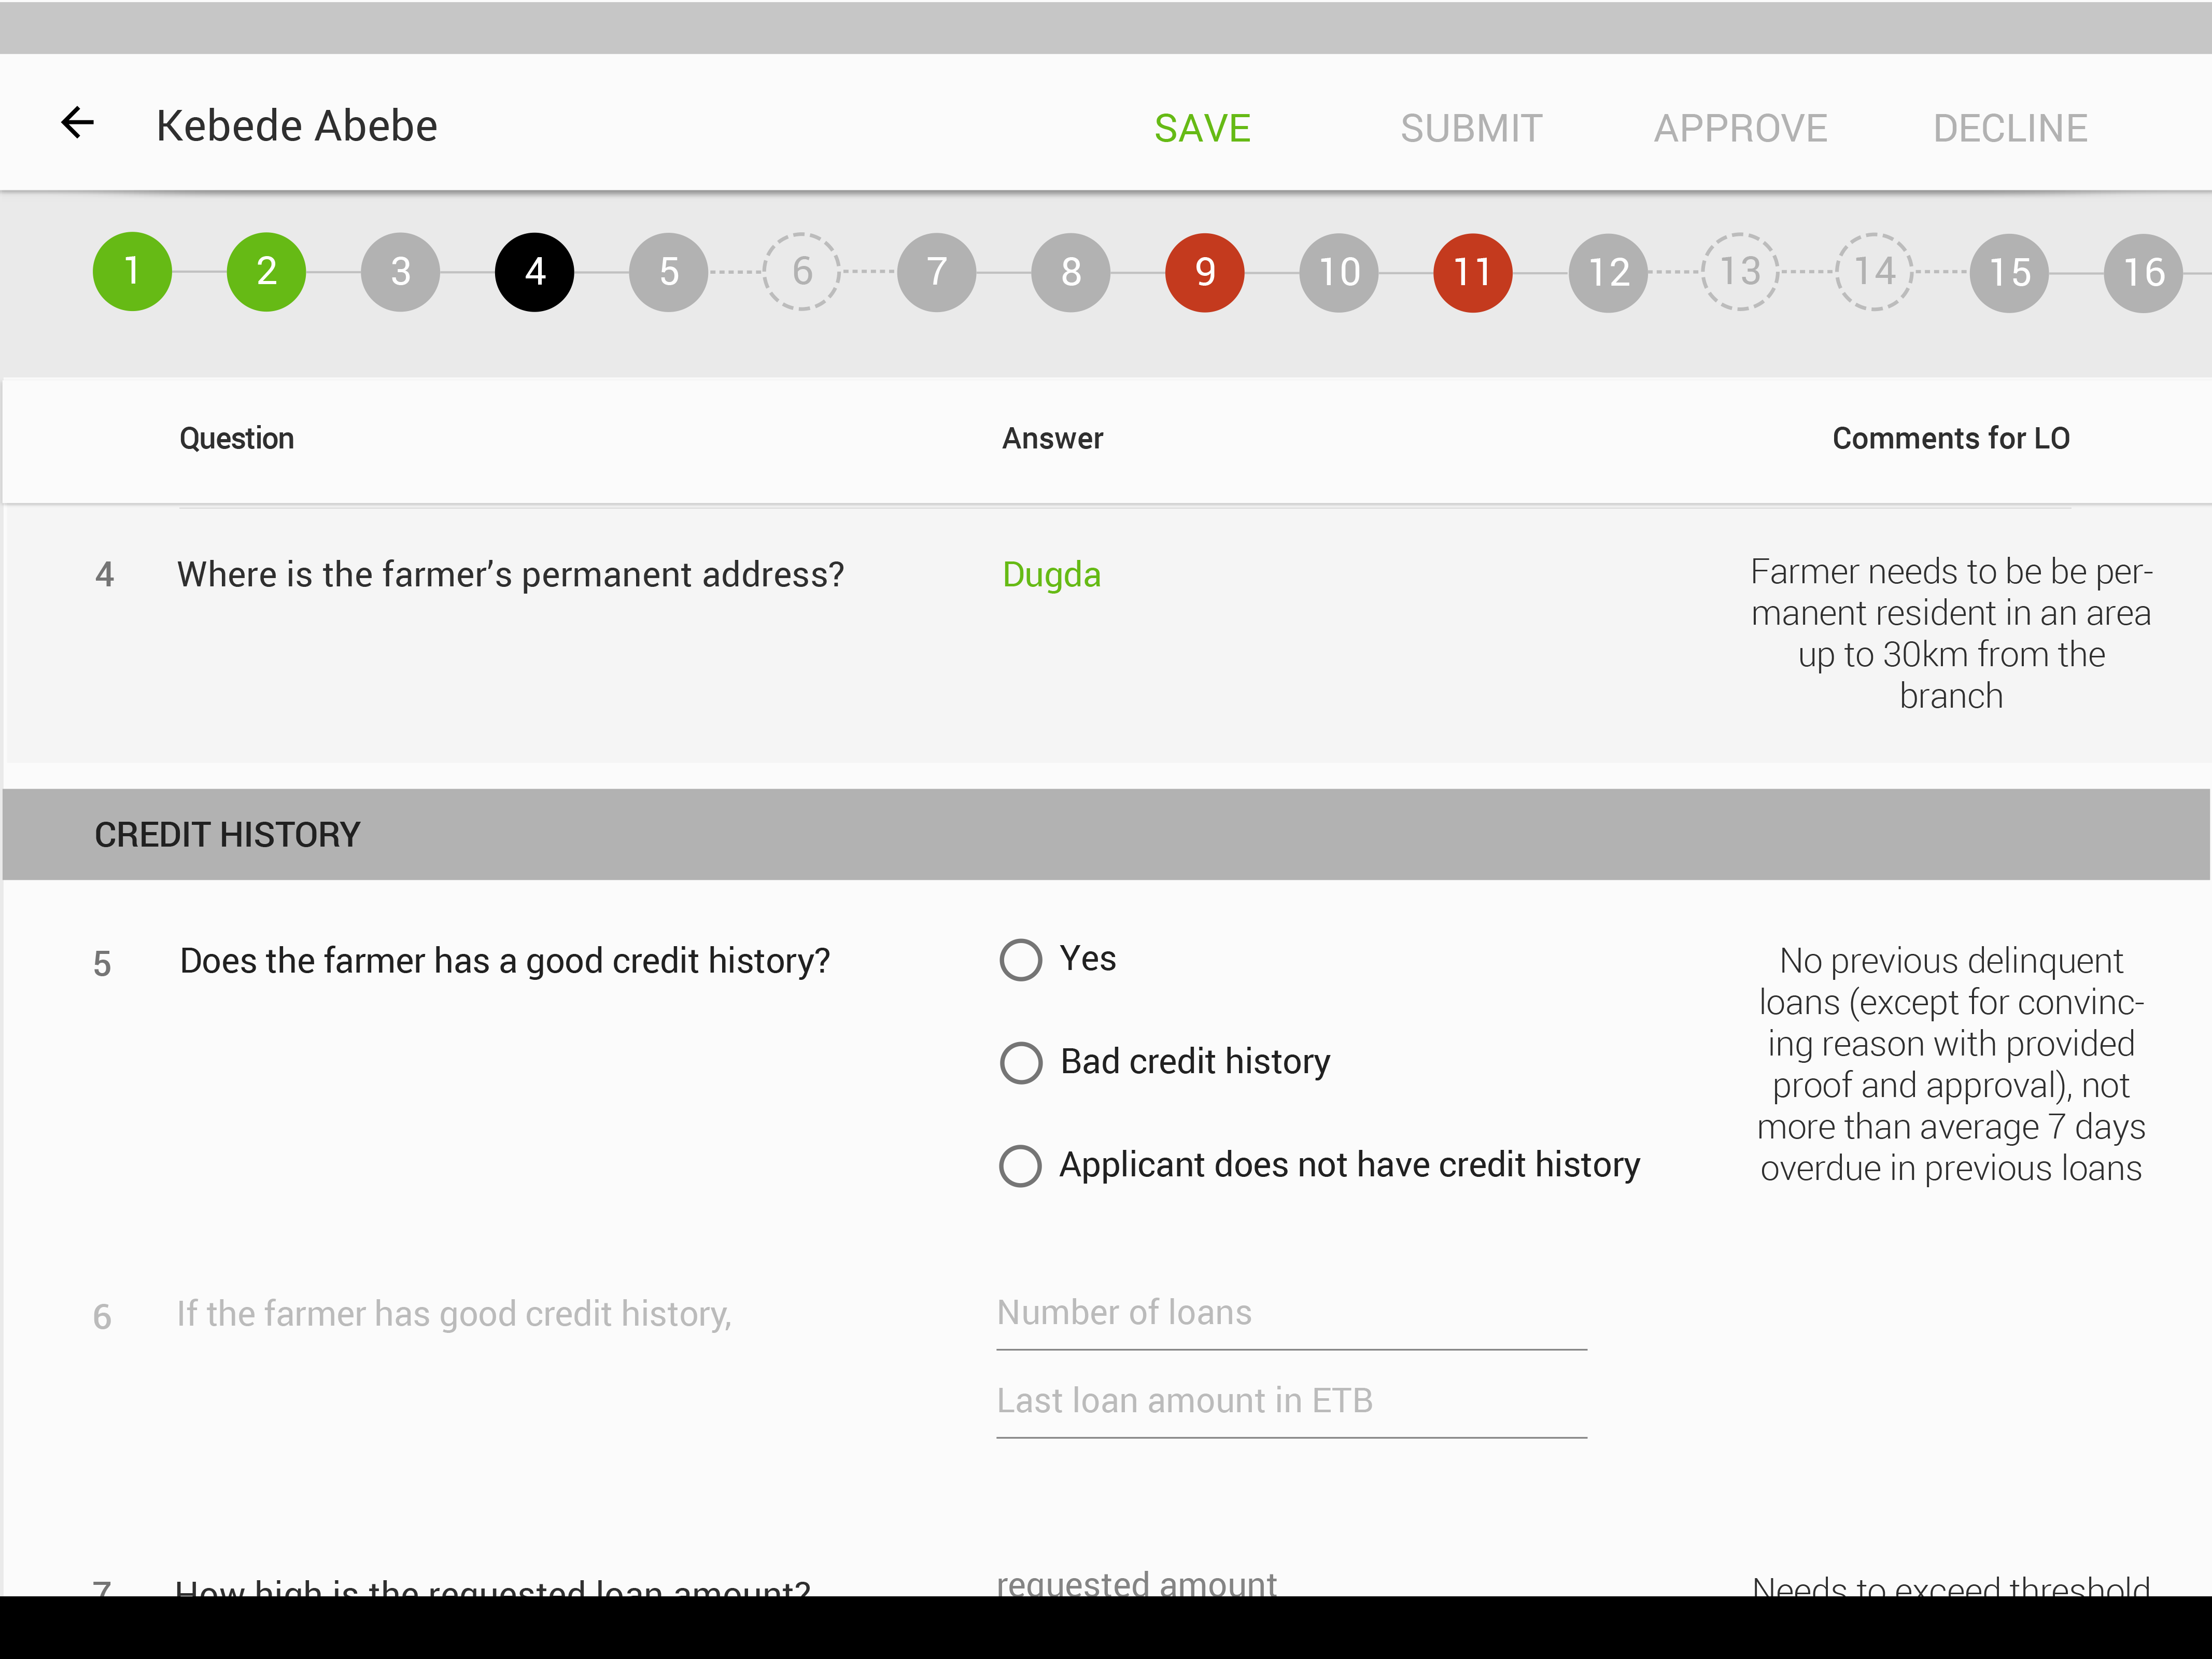 Kebede Abebe SAVE SUBMIT APPROVE DECLINE
1 2 3 4 5 6 7 8 9 10 11 12 13 14 15 16
Question Answer Comments for LO
4 Where is the farmer’s permanent address? Dugda
Farmer needs to be be per-
manent resident in an area
up to 30km from the
branch
CREDIT HISTORY
5 Does the farmer has a good credit history?
Yes
Bad credit history
Applicant does not have credit history
No previous delinquent
loans (except for convinc-
ing reason with provided
proof and approval), not
more than average 7 days
overdue in previous loans
6 If the farmer has good credit history,
Number of loans
Last loan amount in ETB
7 How high is the requested loan amount? requested amount Needs to exceed threshold